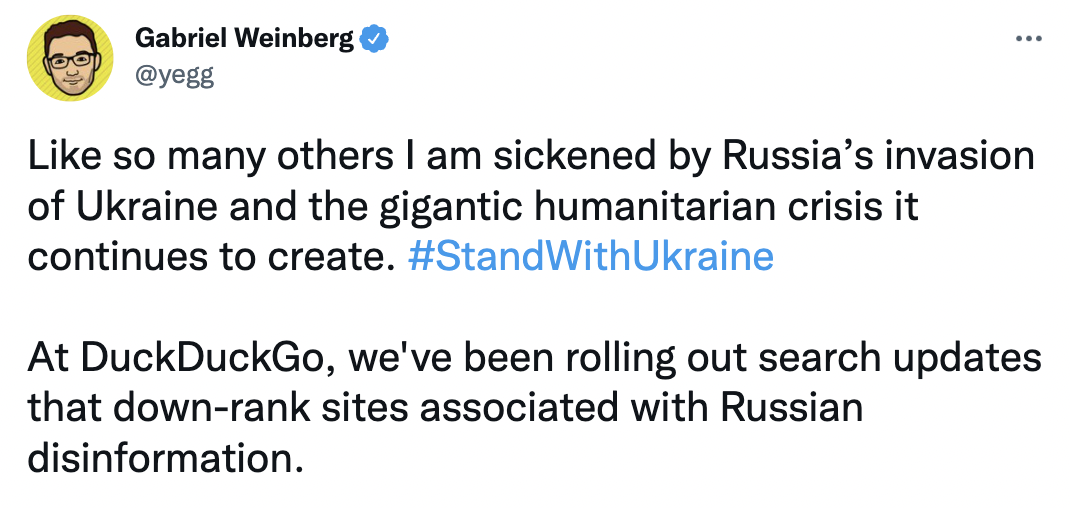 Gabriel Weinberg
@yegg
Like so many others I am sickened by Russia’s invasion
of Ukraine and the gigantic humanitarian crisis it
continues to create. #StandWithUkraine
At DuckDuckGo, we've been rolling out search updates
that down-rank sites associated with Russian
disinformation.